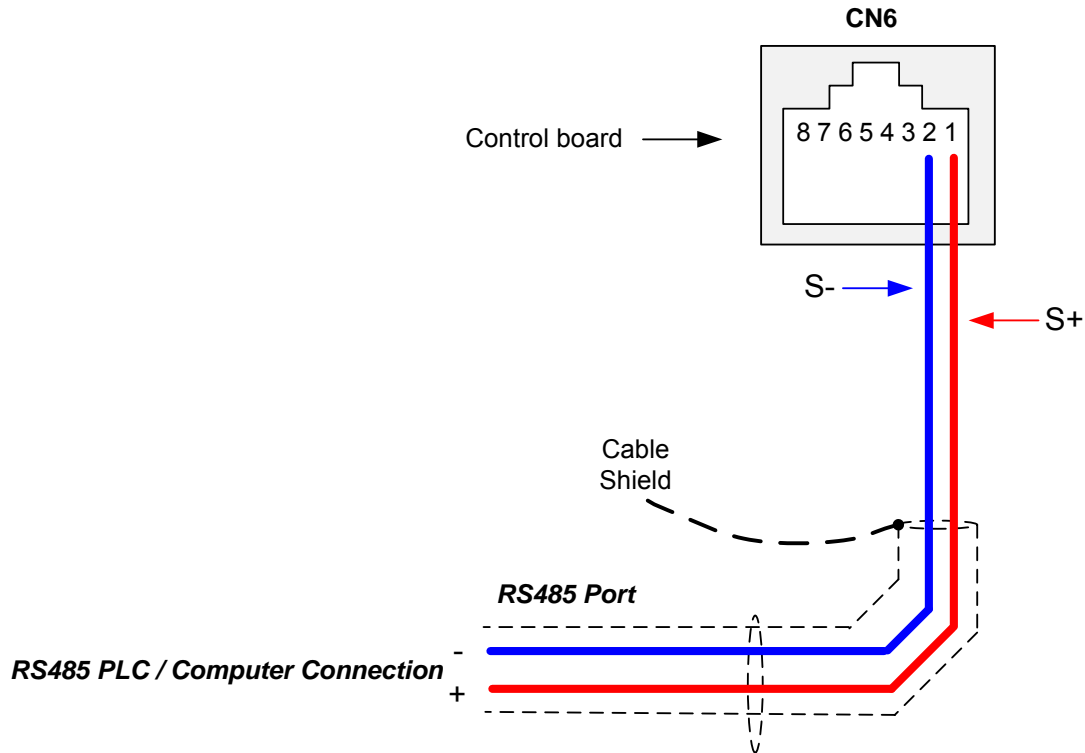 CN6
Control board
8 7 6 5 4 3 2 1
S-
S+
Cable
Shield
RS485 Port
-
RS485 PLC / Computer Connection
+